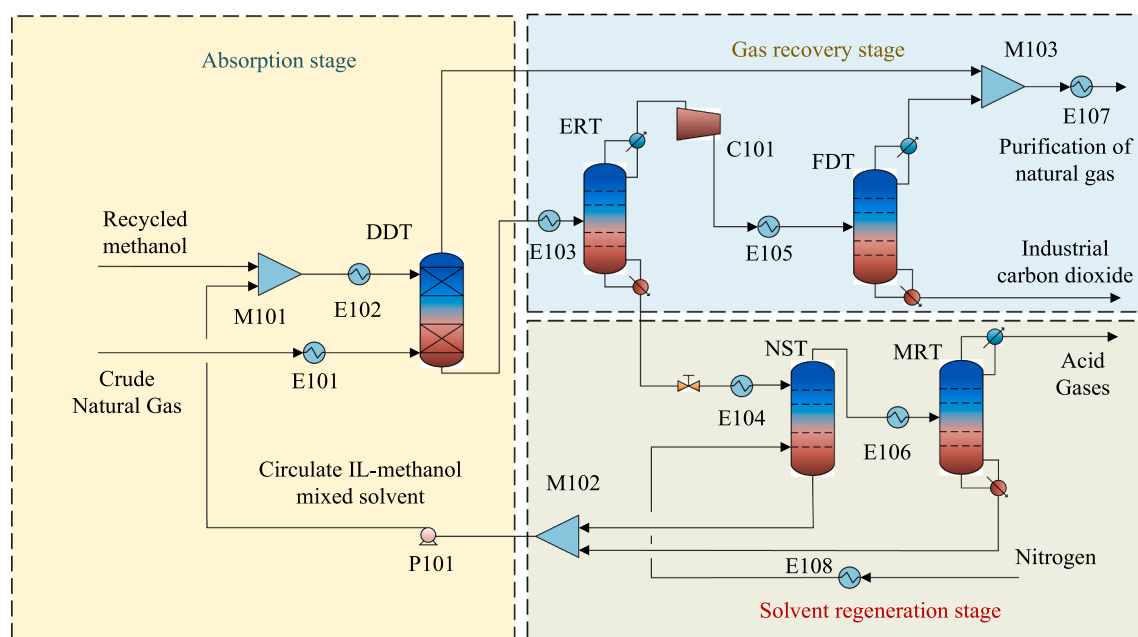 Absorption stage
Gas recovery stage
M103
E107
Purification of
natural gas
ERT
C101
FDT
E103
E105
Industrial
carbon dioxide
Recycled
methanol
DDT
M101
E102
E101
Crude
Natural Gas
NST
MRT
Acid
Gases
E104
E106
Circulate IL-methanol
mixed solvent
M102
P101
E108
Nitrogen
Solvent regeneration stage